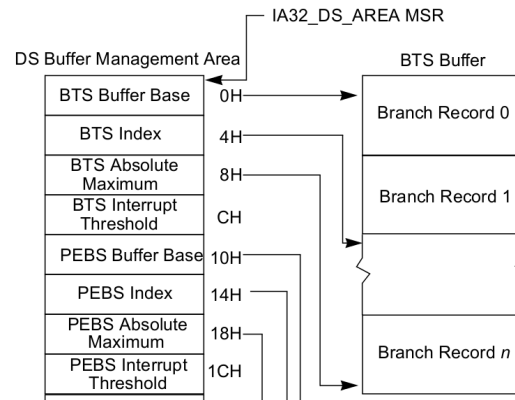 IA32_DS_AREA MSR
DS Buffer Management Area
BTS Buffer Base
0H
BTS Index
4H
BTS Absolute
Maximum
8H
BTS Interrupt
Threshold
CH
PEBS Buffer Base
10H
PEBS Index
14H
PEBS Absolute
Maximum
18H
PEBS Interrupt
Threshold
1CH
BTS Buffer
Branch Record 0
Branch Record 1
Branch Record n